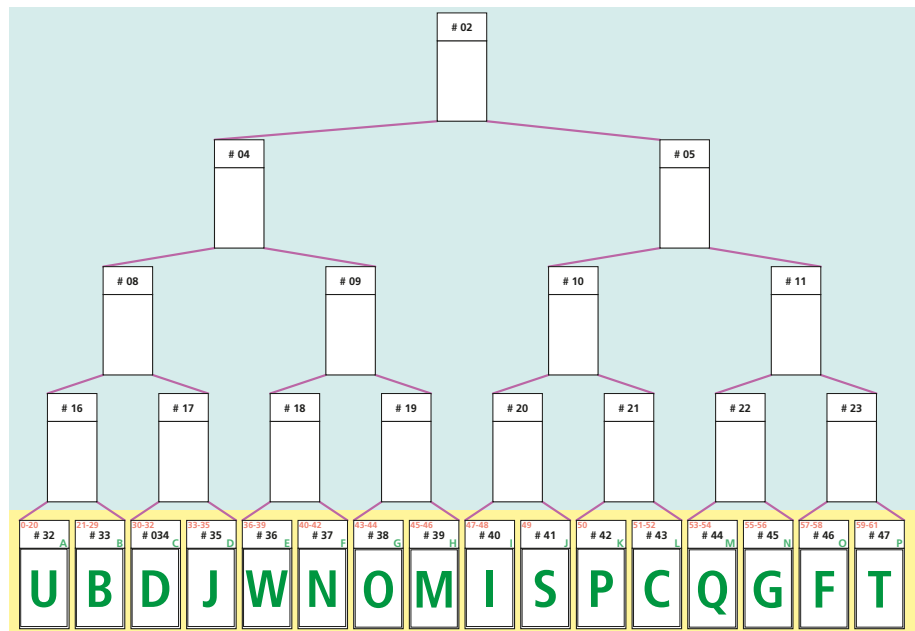 # 02
# 04 # 05
# 08 # 09 # 10 # 11
# 16 # 17 # 18 # 19 # 20 # 21 # 22 # 23
0-20 21-29 30-32 33-35 36-39 40-42 43-44 45-46 47-48 49 50 51-52 53-54 55-56 57-58 59-61
# 32 # 33 # 034 # 35 # 36 # 37 # 38 # 39 # 40 # 41 # 42 # 43 # 44 # 45 # 46 # 47
A B C D E F G H I J K L M N O P
U B D J W N O M I S P C Q G F T